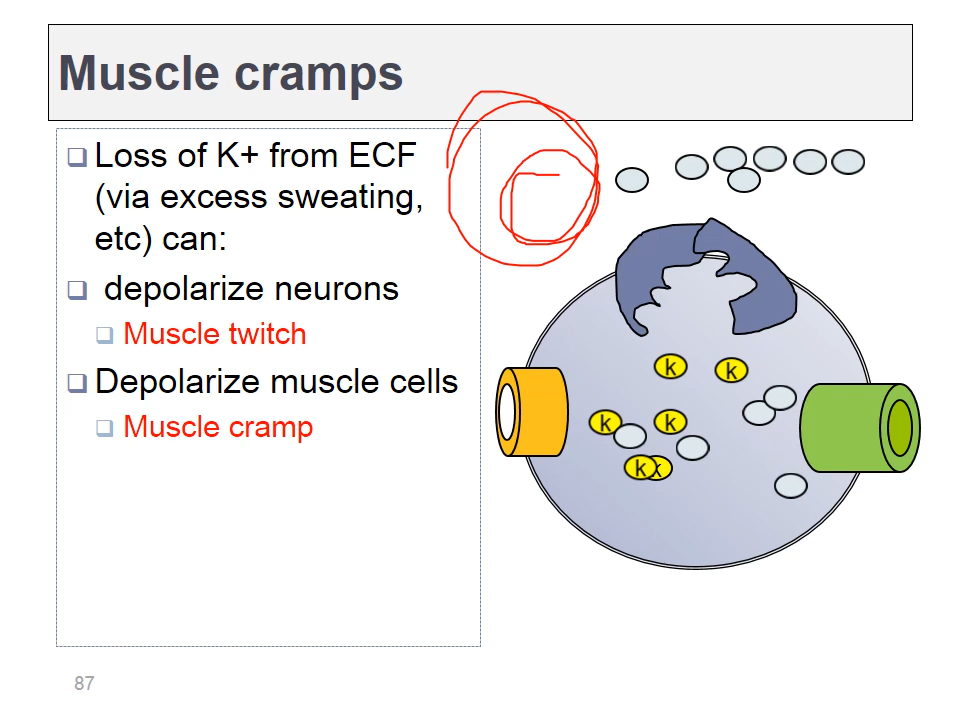 Muscle cramps
Loss of K+ from ECF
(via excess sweating,
etc) can:
depolarize neurons
Muscle twitch
Depolarize muscle cells
Muscle cramp
k
k
k
k
k
k
87